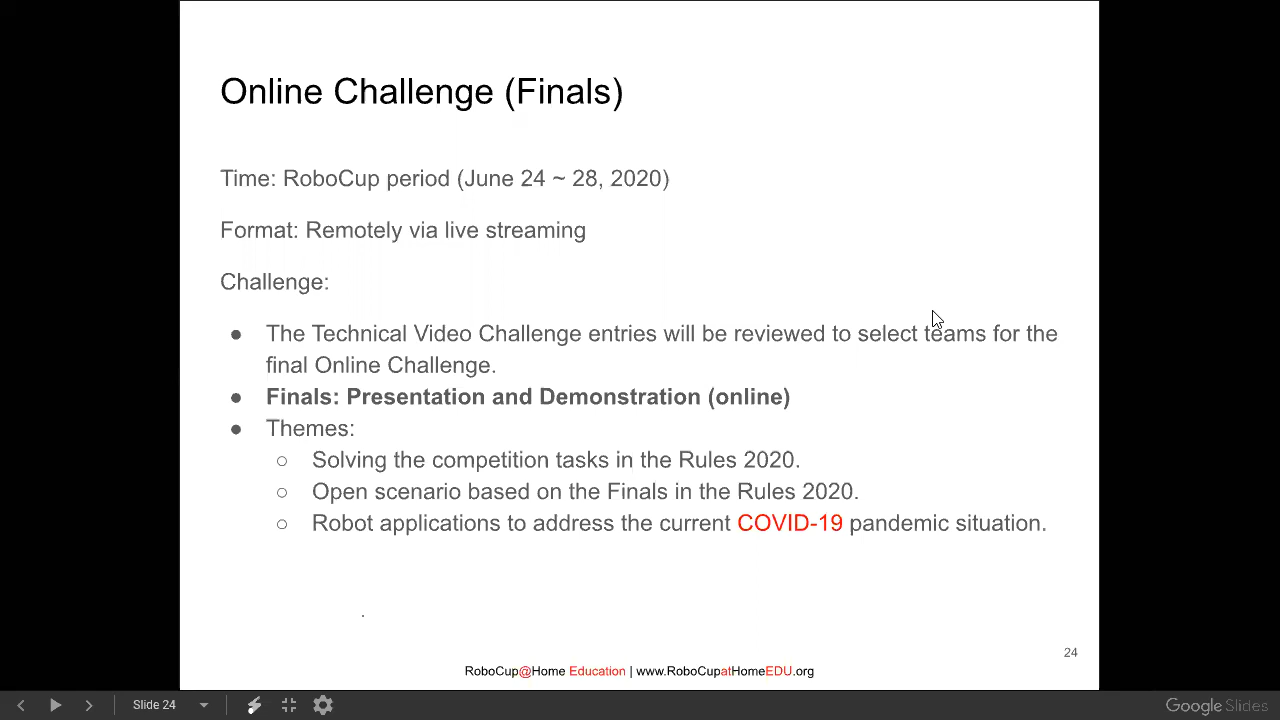 Online Challenge (Finals)
Time: RoboCup period (June 24 ~ 28, 2020)
Format: Remotely via live streaming
Challenge:
● The Technical Video Challenge entries will be reviewed to select teams for the
final Online Challenge.
● Finals: Presentation and Demonstration (online)
● Themes:
○ Solving the competition tasks in the Rules 2020.
○ Open scenario based on the Finals in the Rules 2020.
○ Robot applications to address the current COVID-19 pandemic situation.
.
24
RoboCup@Home Education | www.RoboCupatHomeEDU.org
Slide 24
Google Slides